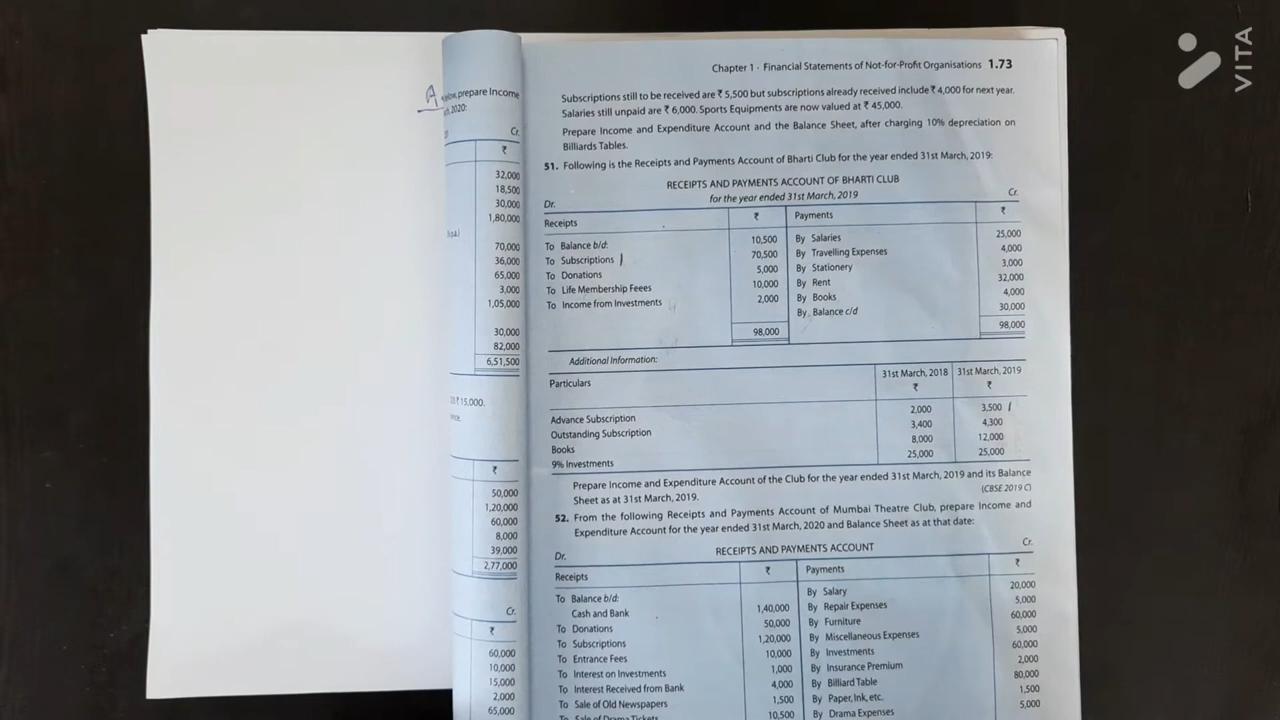 VITA
A
below, prepare Income
2020:
Cr.
₹
32,000
18,500
30,000
1,80,000
70,000
36,000
65,000
3,000
1,05,000
30,000
82,000
6,51,500
₹ 15,000.
₹
50,000
1,20,000
60,000
8,000
39,000
2,77,000
Cr.
₹
60,000
10,000
15,000
2,000
65,000
Chapter 1 · Financial Statements of Not-for-Profit Organisations 1.73
Subscriptions still to be received are ₹ 5,500 but subscriptions already received include ₹ 4,000 for next year.
Salaries still unpaid are ₹ 6,000. Sports Equipments are now valued at ₹ 45,000.
Prepare Income and Expenditure Account and the Balance Sheet, after charging 10% depreciation on
Billiards Tables.
51. Following is the Receipts and Payments Account of Bharti Club for the year ended 31st March, 2019:
RECEIPTS AND PAYMENTS ACCOUNT OF BHARTI CLUB
for the year ended 31st March, 2019
Dr. Cr.
Receipts ₹ Payments ₹
To Balance b/d: 10,500 By Salaries 25,000
To Subscriptions 70,500 By Travelling Expenses 4,000
To Donations 5,000 By Stationery 3,000
To Life Membership Feees 10,000 By Rent 32,000
To Income from Investments 2,000 By Books 4,000
By Balance c/d 30,000
98,000 98,000
Additional Information:
Particulars 31st March, 2018 ₹ 31st March, 2019 ₹
Advance Subscription 2,000 3,500
Outstanding Subscription 3,400 4,300
Books 8,000 12,000
9% Investments 25,000 25,000
Prepare Income and Expenditure Account of the Club for the year ended 31st March, 2019 and its Balance
Sheet as at 31st March, 2019. (CBSE 2019 C)
52. From the following Receipts and Payments Account of Mumbai Theatre Club, prepare Income and
Expenditure Account for the year ended 31st March, 2020 and Balance Sheet as at that date:
RECEIPTS AND PAYMENTS ACCOUNT
Dr. Cr.
Receipts ₹ Payments ₹
To Balance b/d: By Salary 20,000
Cash and Bank 1,40,000 By Repair Expenses 5,000
To Donations 50,000 By Furniture 60,000
To Subscriptions 1,20,000 By Miscellaneous Expenses 5,000
To Entrance Fees 10,000 By Investments 60,000
To Interest on Investments 1,000 By Insurance Premium 2,000
To Interest Received from Bank 4,000 By Billiard Table 80,000
To Sale of Old Newspapers 1,500 By Paper, Ink, etc. 1,500
To Sale of Drama Tickets 10,500 By Drama Expenses 5,000